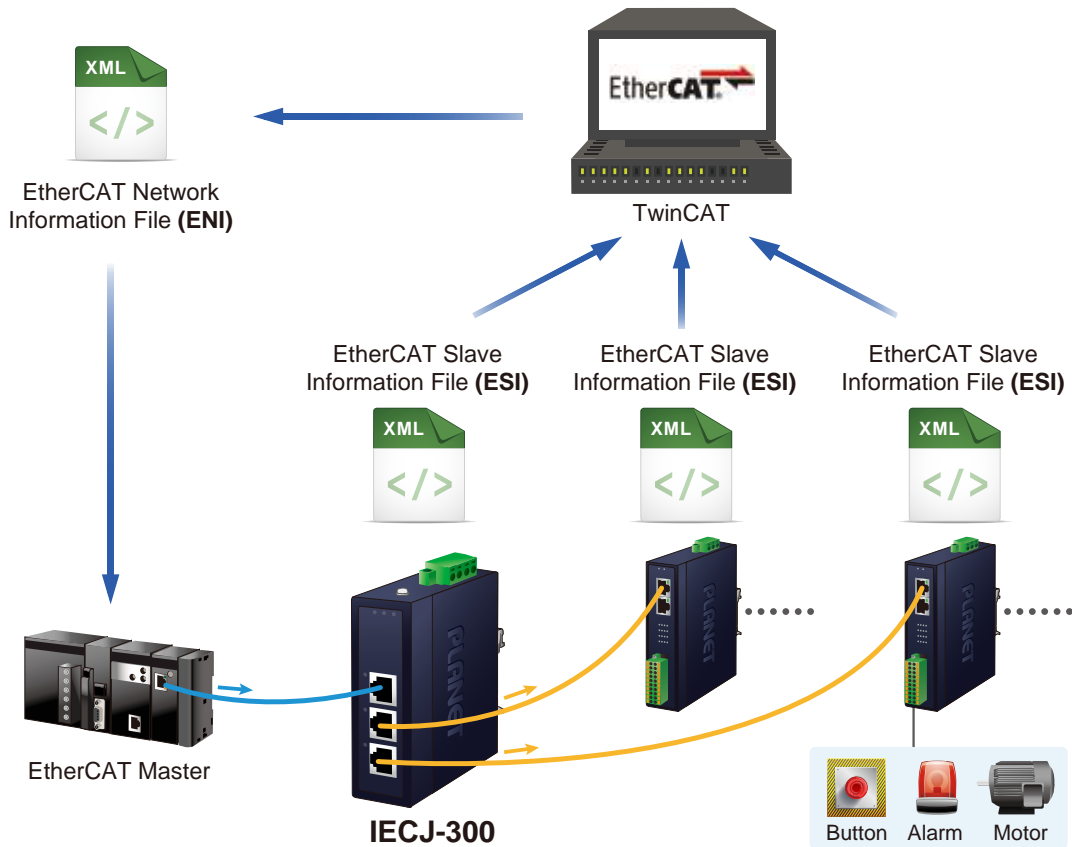 XML
</>
EtherCAT Network
Information File (ENI)
EtherCAT®
TwinCAT
EtherCAT Slave
Information File (ESI)
EtherCAT Slave
Information File (ESI)
EtherCAT Slave
Information File (ESI)
XML
</>
XML
</>
XML
</>
PLANET
PLANET
PLANET
EtherCAT Master
IECJ-300
Button
Alarm
Motor